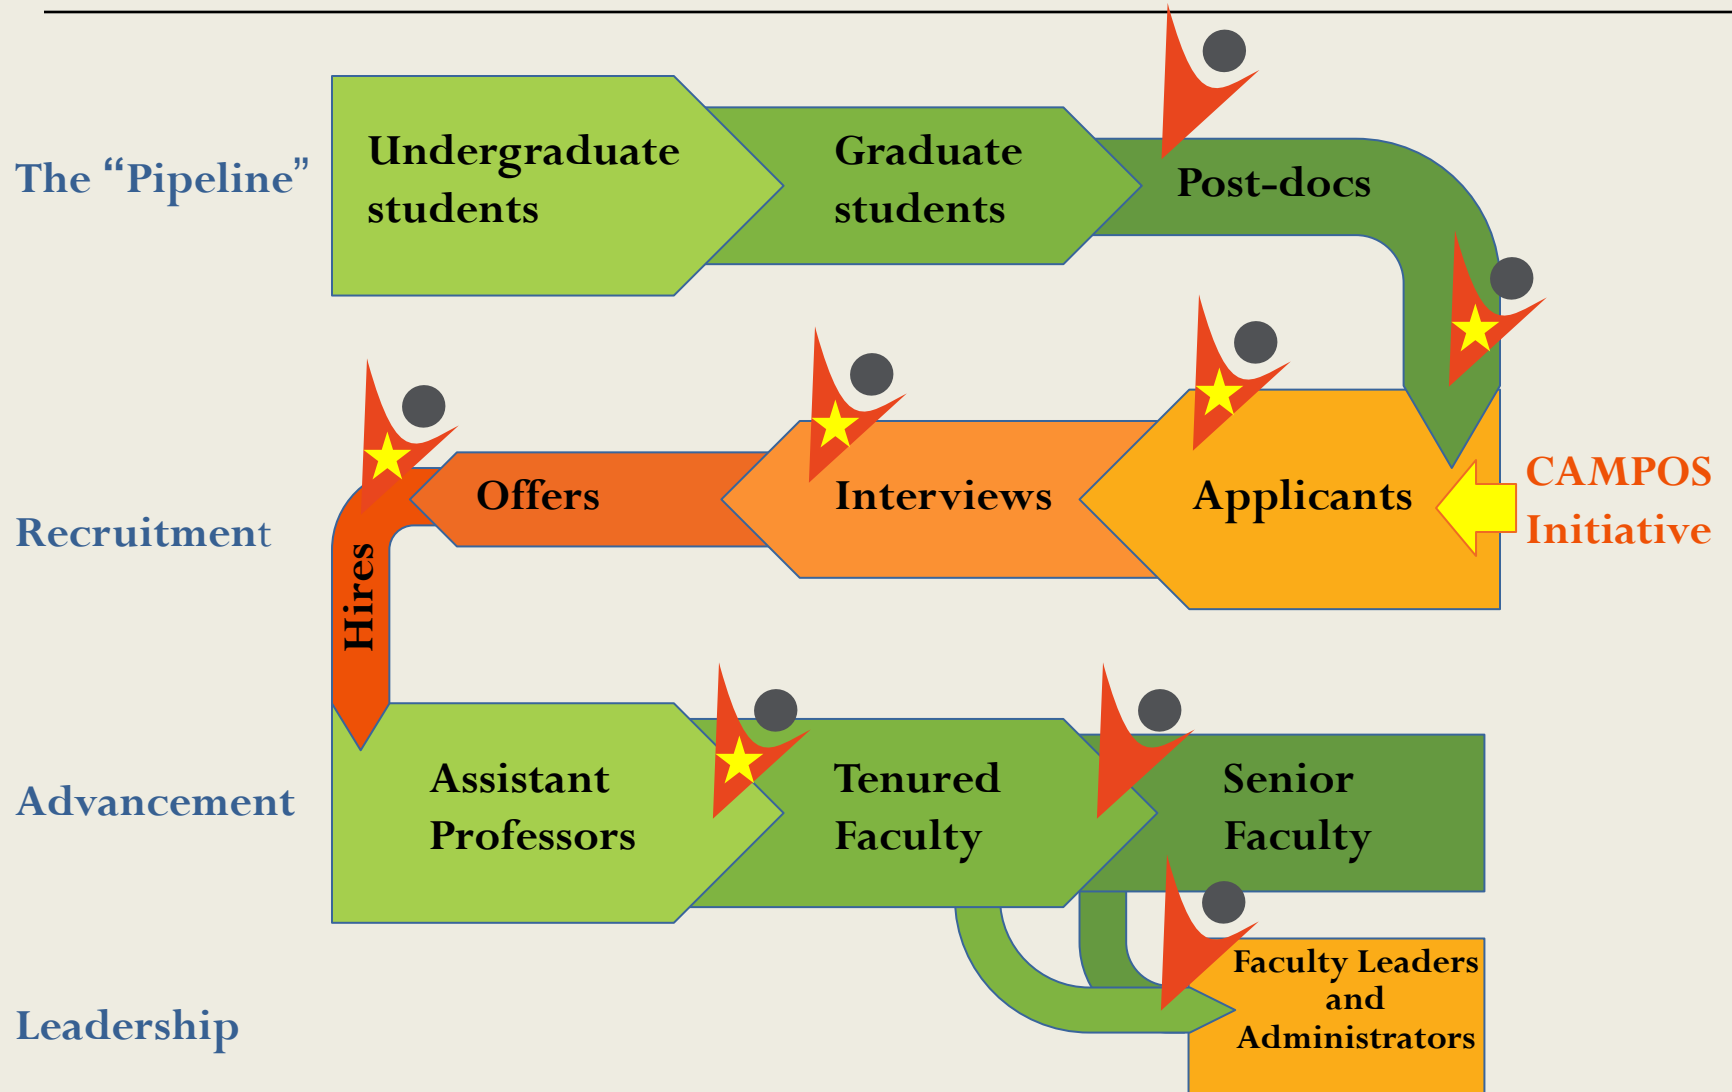 The “Pipeline”
Undergraduate
students
Graduate
students
Post-docs
Recruitment
Hires
Offers
Interviews
Applicants
CAMPOS
Initiative
Advancement
Assistant
Professors
Tenured
Faculty
Senior
Faculty
Leadership
Faculty Leaders
and
Administrators